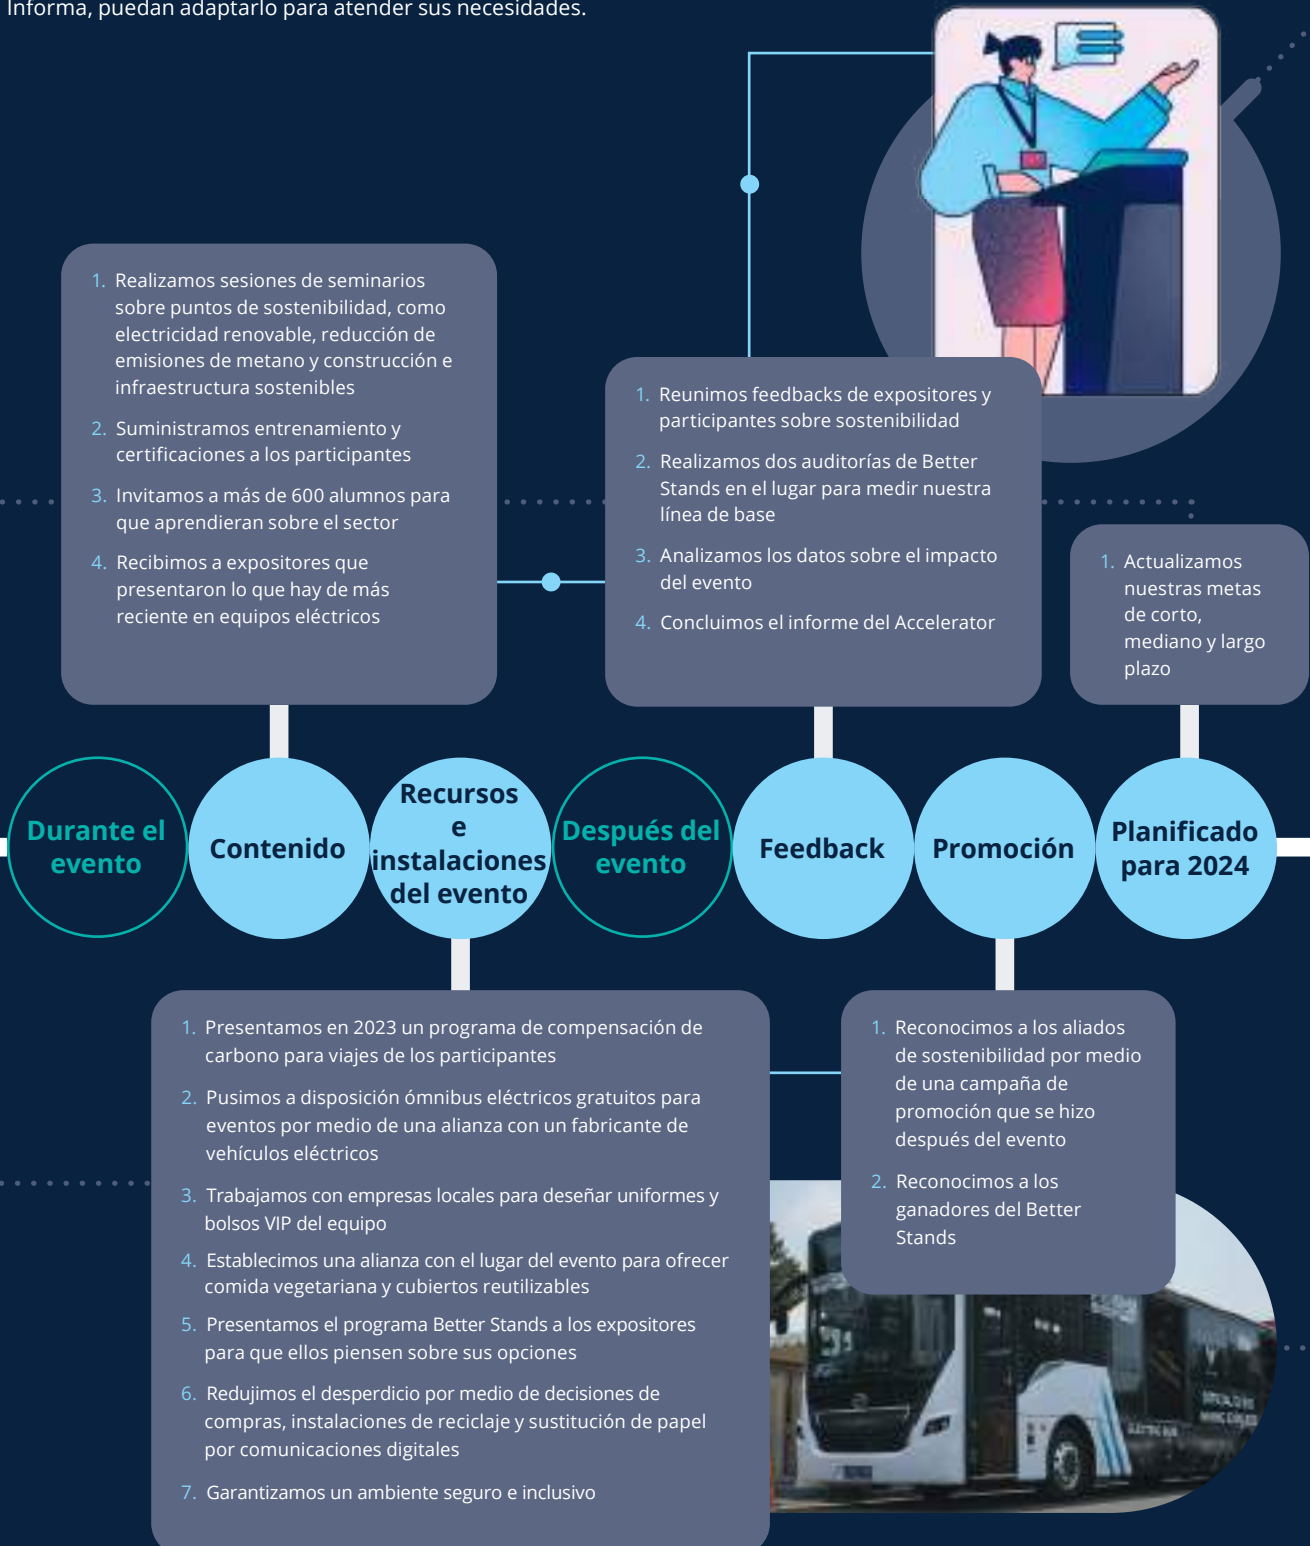 Informa, puedan adaptarlo para atender sus necesidades.
1. Realizamos sesiones de seminarios
sobre puntos de sostenibilidad, como
electricidad renovable, reducción de
emisiones de metano y construcción e
infraestructura sostenibles
2. Suministramos entrenamiento y
certificaciones a los participantes
3. Invitamos a más de 600 alumnos para
que aprendieran sobre el sector
4. Recibimos a expositores que
presentaron lo que hay de más
reciente en equipos eléctricos
1. Reunimos feedbacks de expositores y
participantes sobre sostenibilidad
2. Realizamos dos auditorías de Better
Stands en el lugar para medir nuestra
línea de base
3. Analizamos los datos sobre el impacto
del evento
4. Concluimos el informe del Accelerator
1. Actualizamos
nuestras metas
de corto,
mediano y largo
plazo
Durante el
evento
Contenido
Recursos
e
instalaciones
del evento
Después del
evento
Feedback
Promoción
Planificado
para 2024
1. Presentamos en 2023 un programa de compensación de
carbono para viajes de los participantes
2. Pusimos a disposición ómnibus eléctricos gratuitos para
eventos por medio de una alianza con un fabricante de
vehículos eléctricos
3. Trabajamos con empresas locales para deseñar uniformes y
bolsos VIP del equipo
4. Establecimos una alianza con el lugar del evento para ofrecer
comida vegetariana y cubiertos reutilizables
5. Presentamos el programa Better Stands a los expositores
para que ellos piensen sobre sus opciones
6. Redujimos el desperdicio por medio de decisiones de
compras, instalaciones de reciclaje y sustitución de papel
por comunicaciones digitales
7. Garantizamos un ambiente seguro e inclusivo
1. Reconocimos a los aliados
de sostenibilidad por medio
de una campaña de
promoción que se hizo
después del evento
2. Reconocimos a los
ganadores del Better
Stands
ELECTRIC BUS